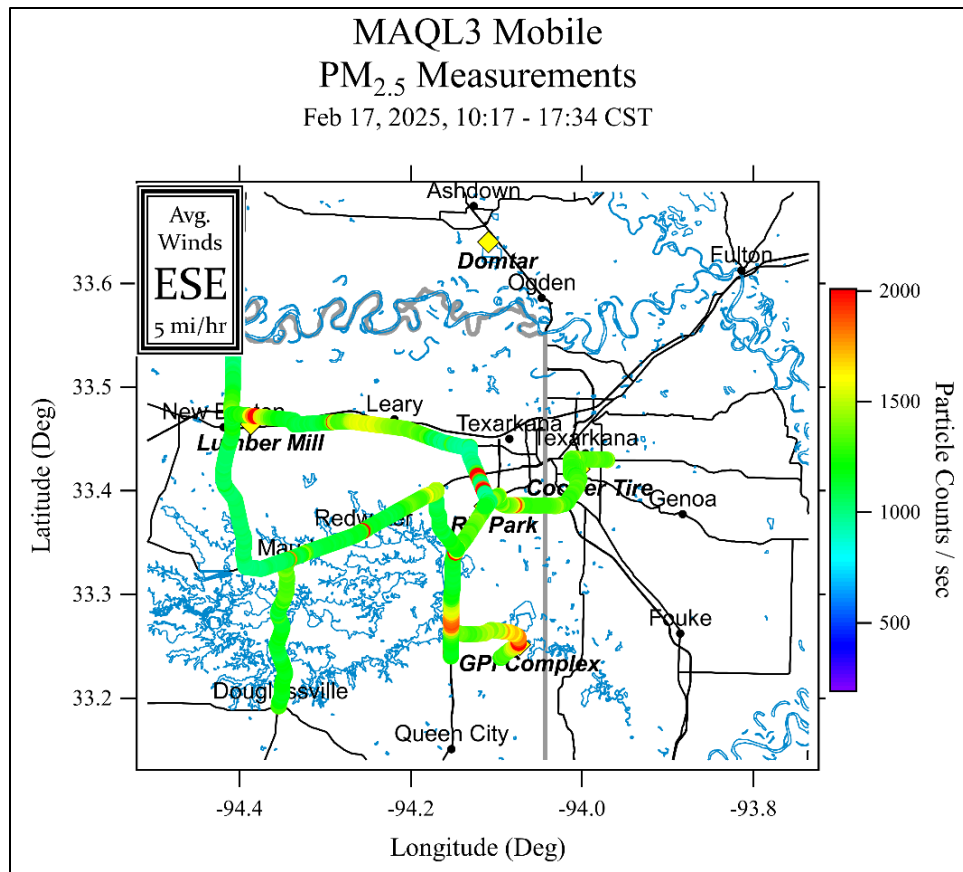 MAQL3 Mobile
PM2.5 Measurements
Feb 17, 2025, 10:17 - 17:34 CST
Avg.
Winds
ESE
5 mi/hr
Ashdown
Domtar
Ogden
Fulton
Leary
Lumber Mill
Texarkana
Texarkana
Tire
Genoa
Park
Fouke
GPI Complex
Queen City
33.6
33.5
33.4
33.3
33.2
Latitude (Deg)
-94.4
-94.2
-94.0
-93.8
Longitude (Deg)
2000
1500
1000
500
Particle Counts / sec